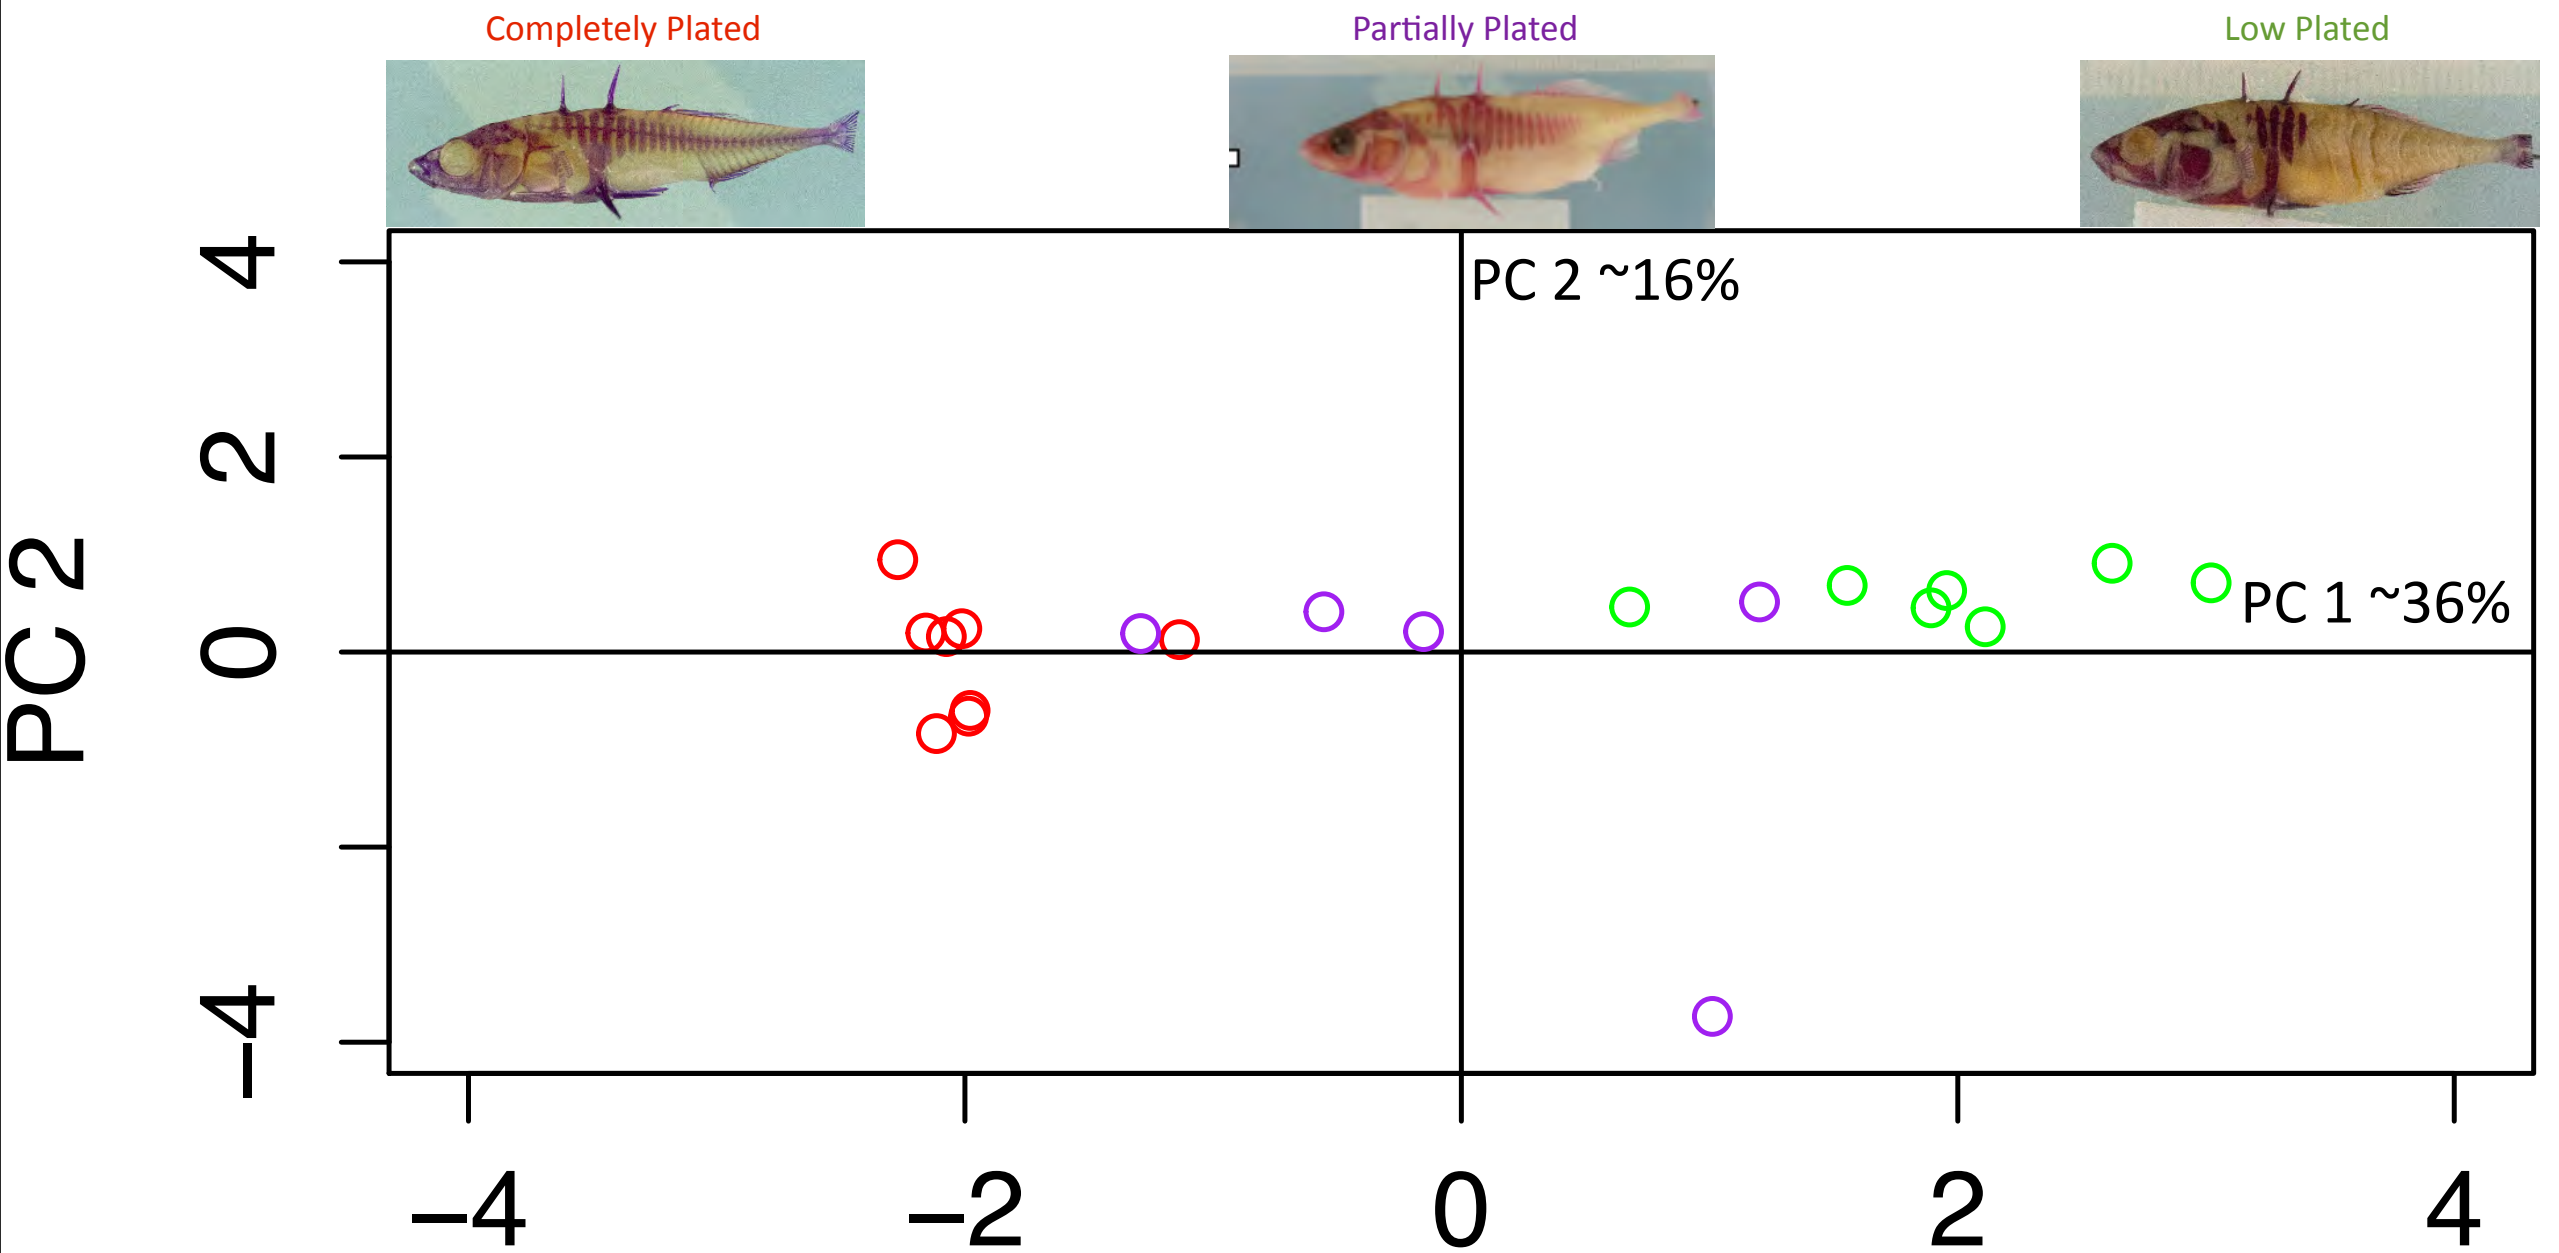 Completely Plated
Partially Plated
Low Plated
PC 2 ~16%
PC 1 ~36%
PC 2
4
2
0
−4
−4
−2
0
2
4